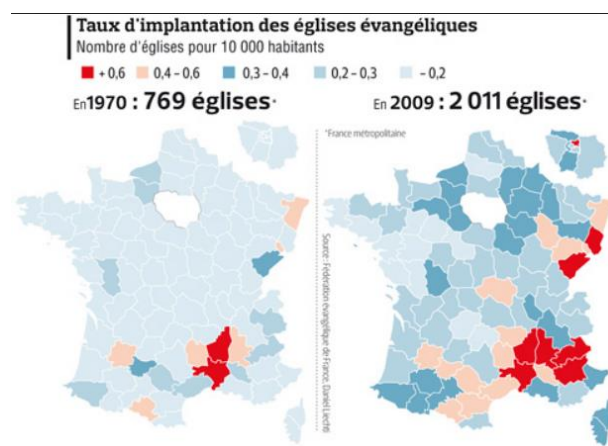 Taux d'implantation des églises évangéliques
Nombre d'églises pour 10 000 habitants
+ 0,6 0,4 – 0,6 0,3 – 0,4 0,2 – 0,3 – 0,2
En 1970 : 769 églises* En 2009 : 2 011 églises*
*France métropolitaine
Source : Fédération évangélique de France, Daniel Liechti